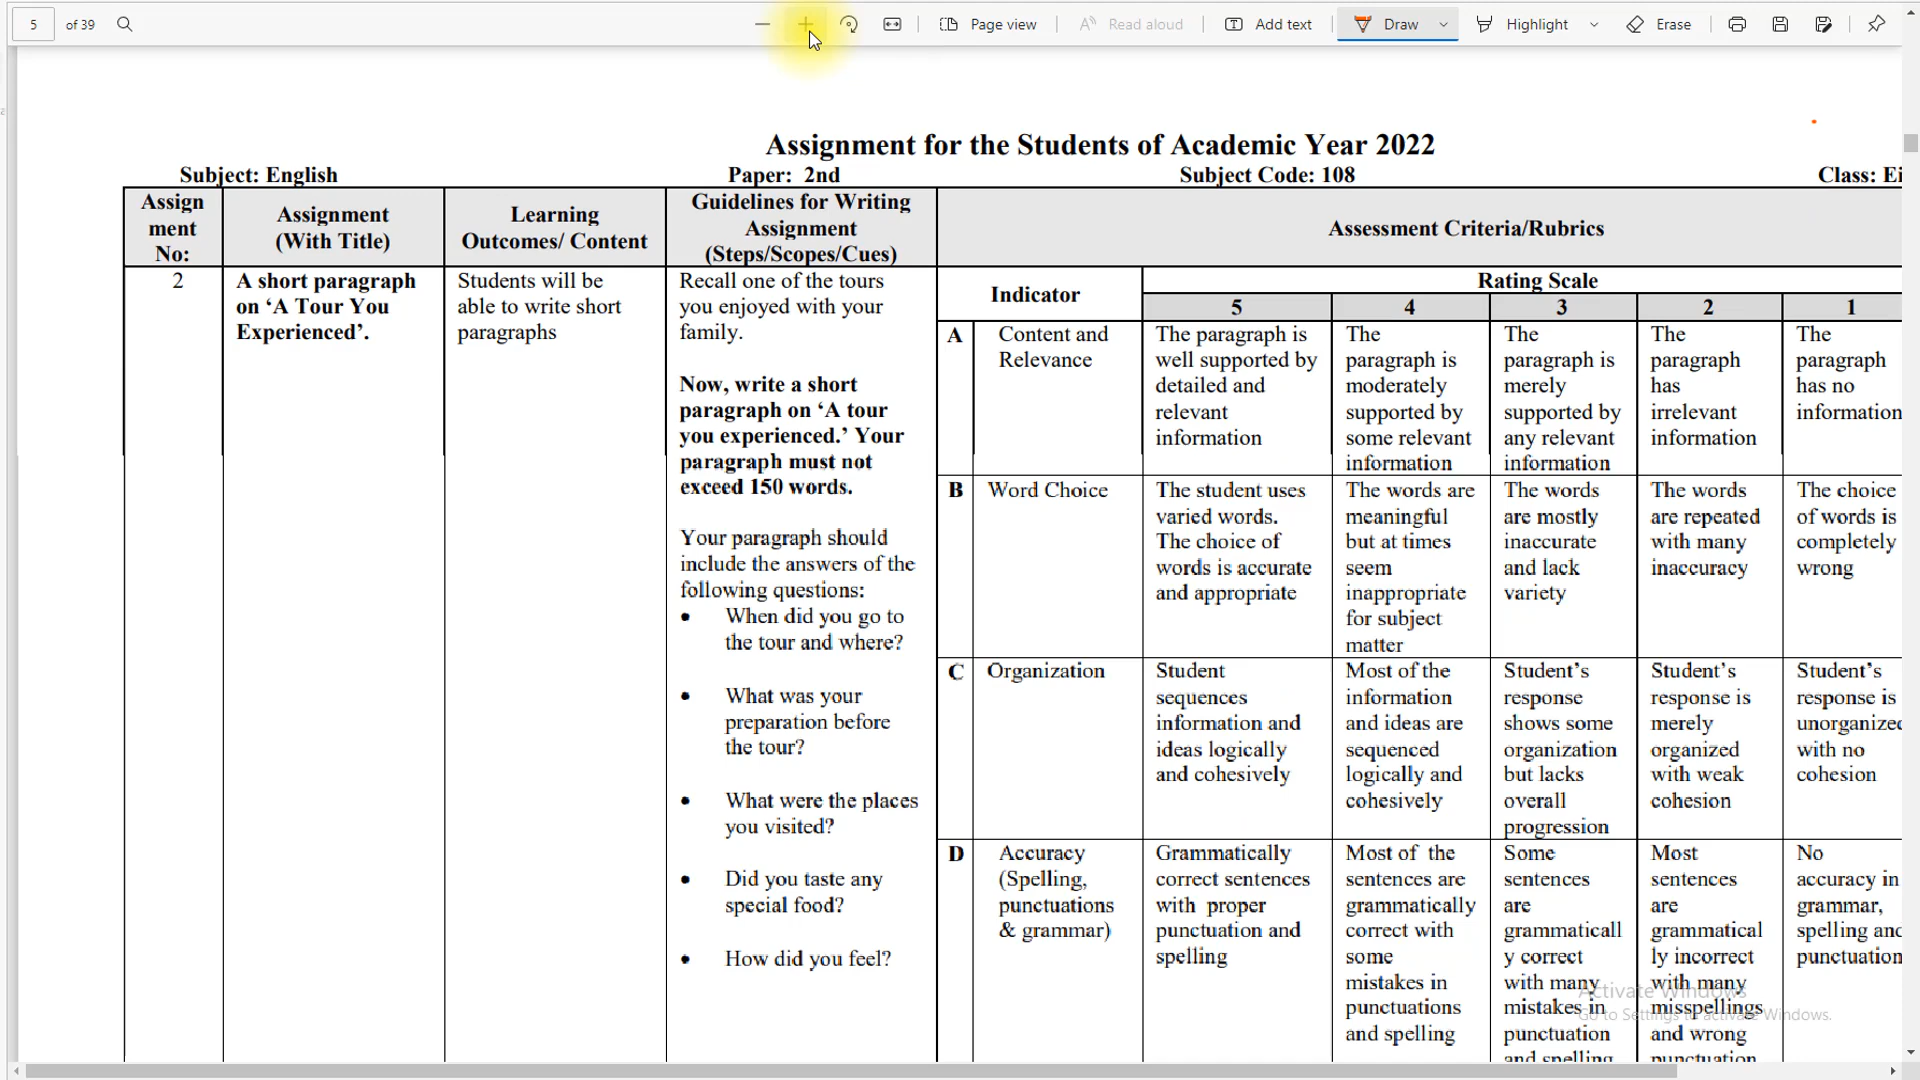 5 of 39
Page view
Read aloud
Add text
Draw
Highlight
Erase
Assignment for the Students of Academic Year 2022
Subject: English Paper: 2nd Subject Code: 108 Class: Ei
Assign
ment
No:
Assignment
(With Title)
Learning
Outcomes/ Content
Guidelines for Writing
Assignment
(Steps/Scopes/Cues)
Assessment Criteria/Rubrics
2
A short paragraph
on ‘A Tour You
Experienced’.
Students will be
able to write short
paragraphs
Recall one of the tours
you enjoyed with your
family.
Now, write a short
paragraph on ‘A tour
you experienced.’ Your
paragraph must not
exceed 150 words.
Your paragraph should
include the answers of the
following questions:
• When did you go to
the tour and where?
• What was your
preparation before
the tour?
• What were the places
you visited?
• Did you taste any
special food?
• How did you feel?
Indicator
Rating Scale
5 4 3 2 1
A
Content and
Relevance
The paragraph is
well supported by
detailed and
relevant
information
The
paragraph is
moderately
supported by
some relevant
information
The
paragraph is
merely
supported by
any relevant
information
The
paragraph
has
irrelevant
information
The
paragraph
has no
information
B
Word Choice
The student uses
varied words.
The choice of
words is accurate
and appropriate
The words are
meaningful
but at times
seem
inappropriate
for subject
matter
The words
are mostly
inaccurate
and lack
variety
The words
are repeated
with many
inaccuracy
The choice
of words is
completely
wrong
C
Organization
Student
sequences
information and
ideas logically
and cohesively
Most of the
information
and ideas are
sequenced
logically and
cohesively
Student’s
response
shows some
organization
but lacks
overall
progression
Student’s
response is
merely
organized
with weak
cohesion
Student’s
response is
unorganized
with no
cohesion
D
Accuracy
(Spelling,
punctuations
& grammar)
Grammatically
correct sentences
with proper
punctuation and
spelling
Most of the
sentences are
grammatically
correct with
some
mistakes in
punctuations
and spelling
Some
sentences
are
grammaticall
y correct
with many
mistakes in
punctuation
and spelling
Most
sentences
are
grammatical
ly incorrect
with many
misspellings
and wrong
punctuation
No
accuracy in
grammar,
spelling and
punctuation
Activate Windows
Go to Settings to activate Windows.